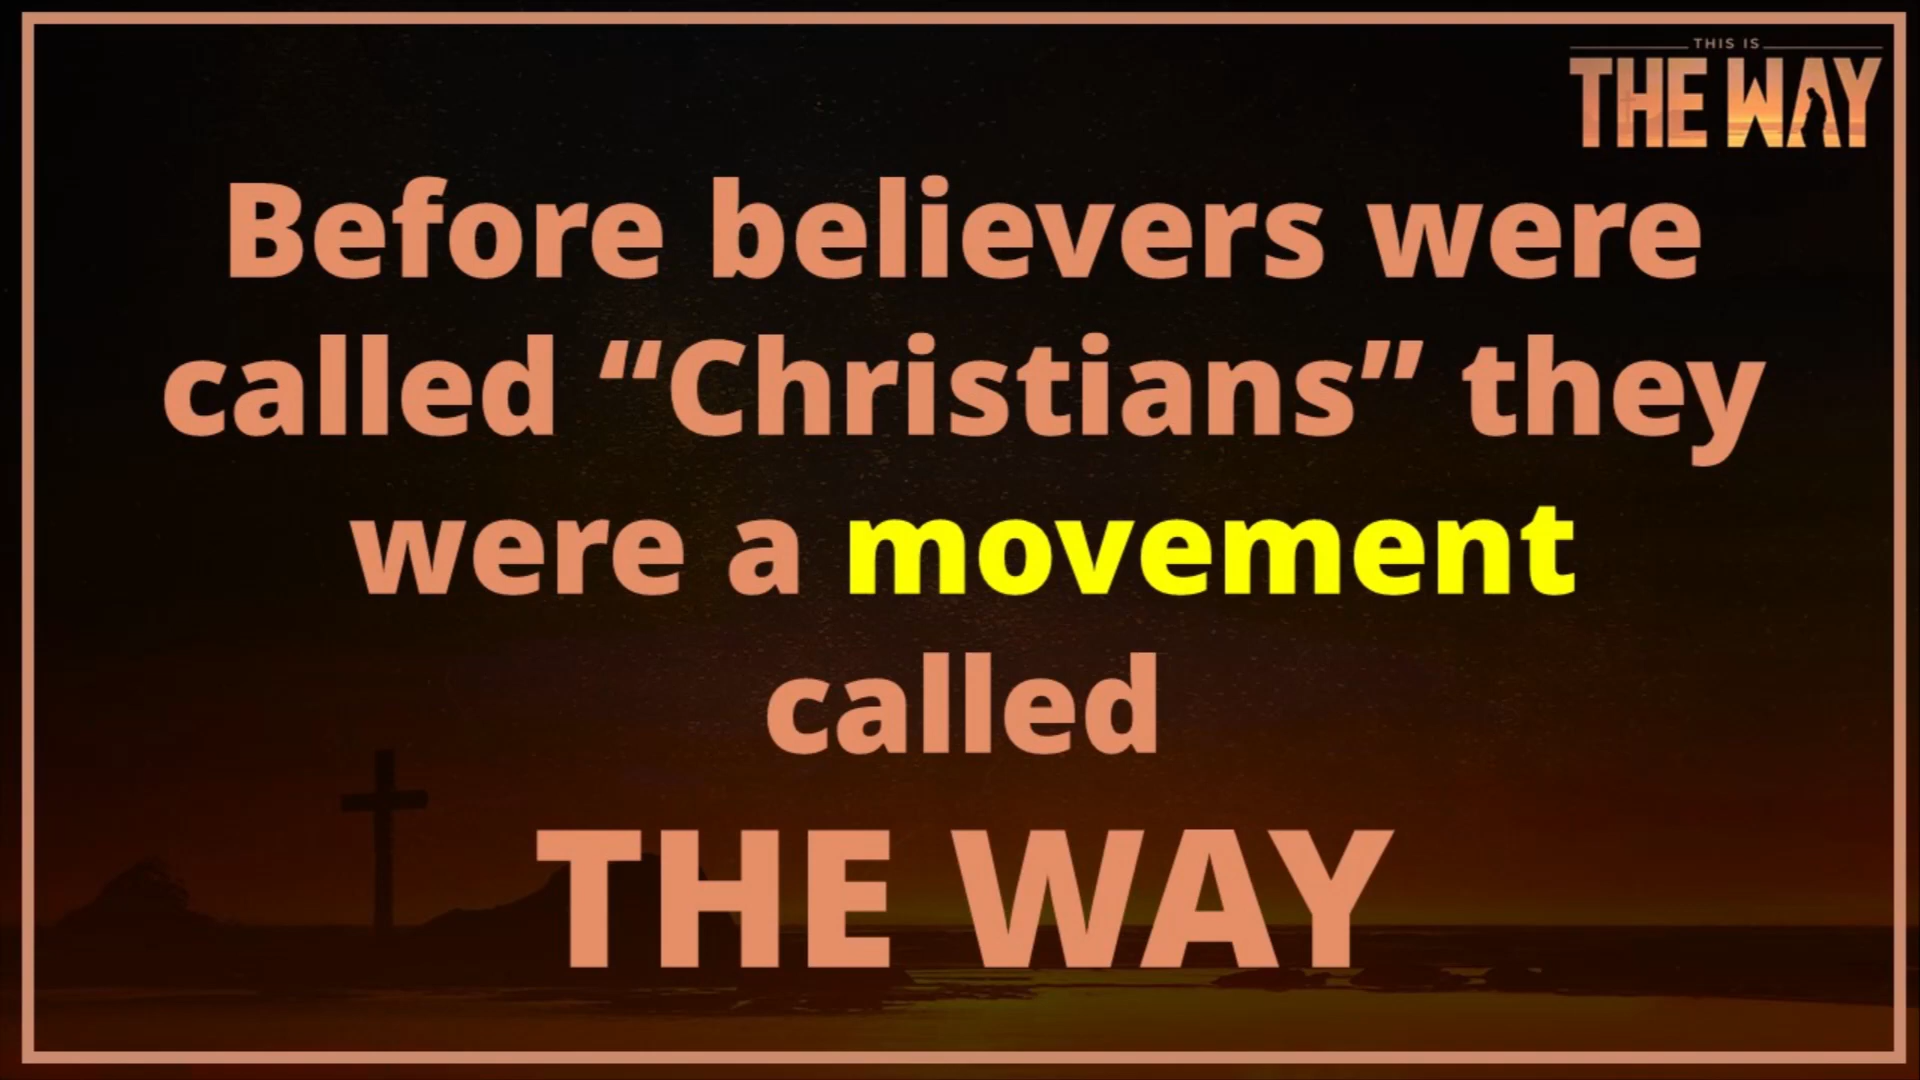 THIS IS
THE WAY
Before believers were
called “Christians” they
were a movement
called
THE WAY